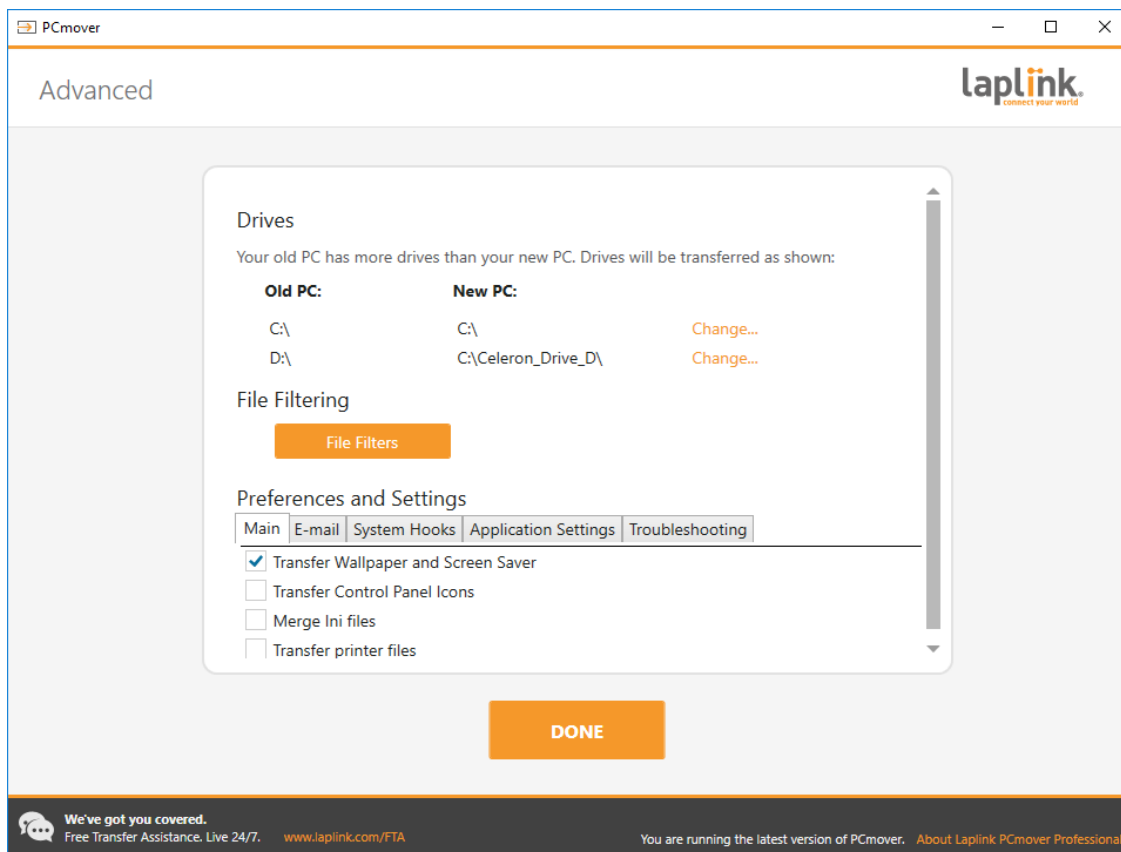 PCmover
Advanced
laplink.
connect your world
Drives
Your old PC has more drives than your new PC. Drives will be transferred as shown:
Old PC: New PC:
C:\ C:\ Change...
D:\ C:\Celeron_Drive_D\ Change...
File Filtering
File Filters
Preferences and Settings
Main E-mail System Hooks Application Settings Troubleshooting
Transfer Wallpaper and Screen Saver
Transfer Control Panel Icons
Merge Ini files
Transfer printer files
DONE
We've got you covered.
Free Transfer Assistance. Live 24/7. www.laplink.com/FTA
You are running the latest version of PCmover. About Laplink PCmover Professional